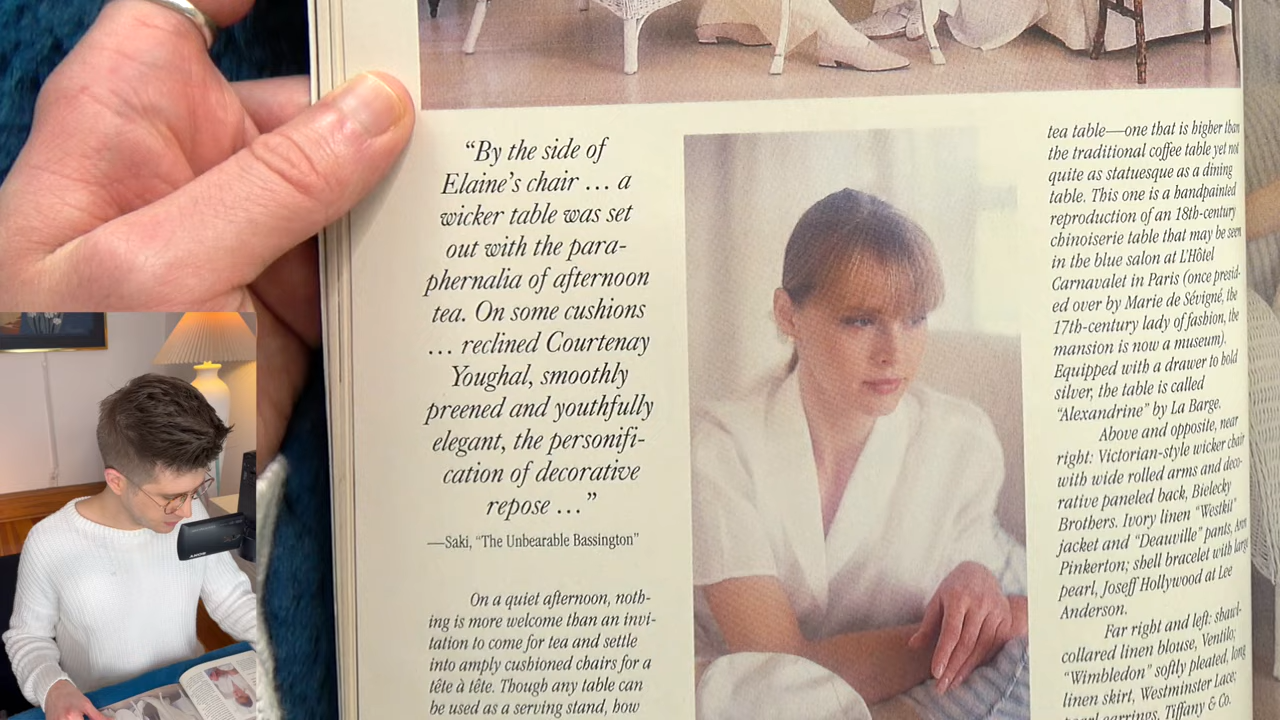 “By the side of
Elaine’s chair … a
wicker table was set
out with the para-
phernalia of afternoon
tea. On some cushions
… reclined Courtenay
Youghal, smoothly
preened and youthfully
elegant, the personifi-
cation of decorative
repose …”
—Saki, “The Unbearable Bassington”
On a quiet afternoon, noth-
ing is more welcome than an invi-
tation to come for tea and settle
into amply cushioned chairs for a
tête à tête. Though any table can
be used as a serving stand, how
tea table—one that is higher than
the traditional coffee table yet not
quite as statuesque as a dining
table. This one is a handpainted
reproduction of an 18th-century
chinoiserie table that may be seen
in the blue salon at L’Hôtel
Carnavalet in Paris (once presid-
ed over by Marie de Sévigné, the
17th-century lady of fashion, the
mansion is now a museum).
Equipped with a drawer to hold
silver, the table is called
“Alexandrine” by La Barge.
Above and opposite, near
right: Victorian-style wicker chair
with wide rolled arms and deco-
rative paneled back, Bielecky
Brothers. Ivory linen “Westkil”
jacket and “Deauville” pants,
Pinkerton; shell bracelet with large
pearl, Joseff Hollywood at Lee
Anderson.
Far right and left: shawl-
collared linen blouse, Ventilo;
“Wimbledon” softly pleated, long
linen skirt, Westminster Lace;
pearl earrings, Tiffany & Co.